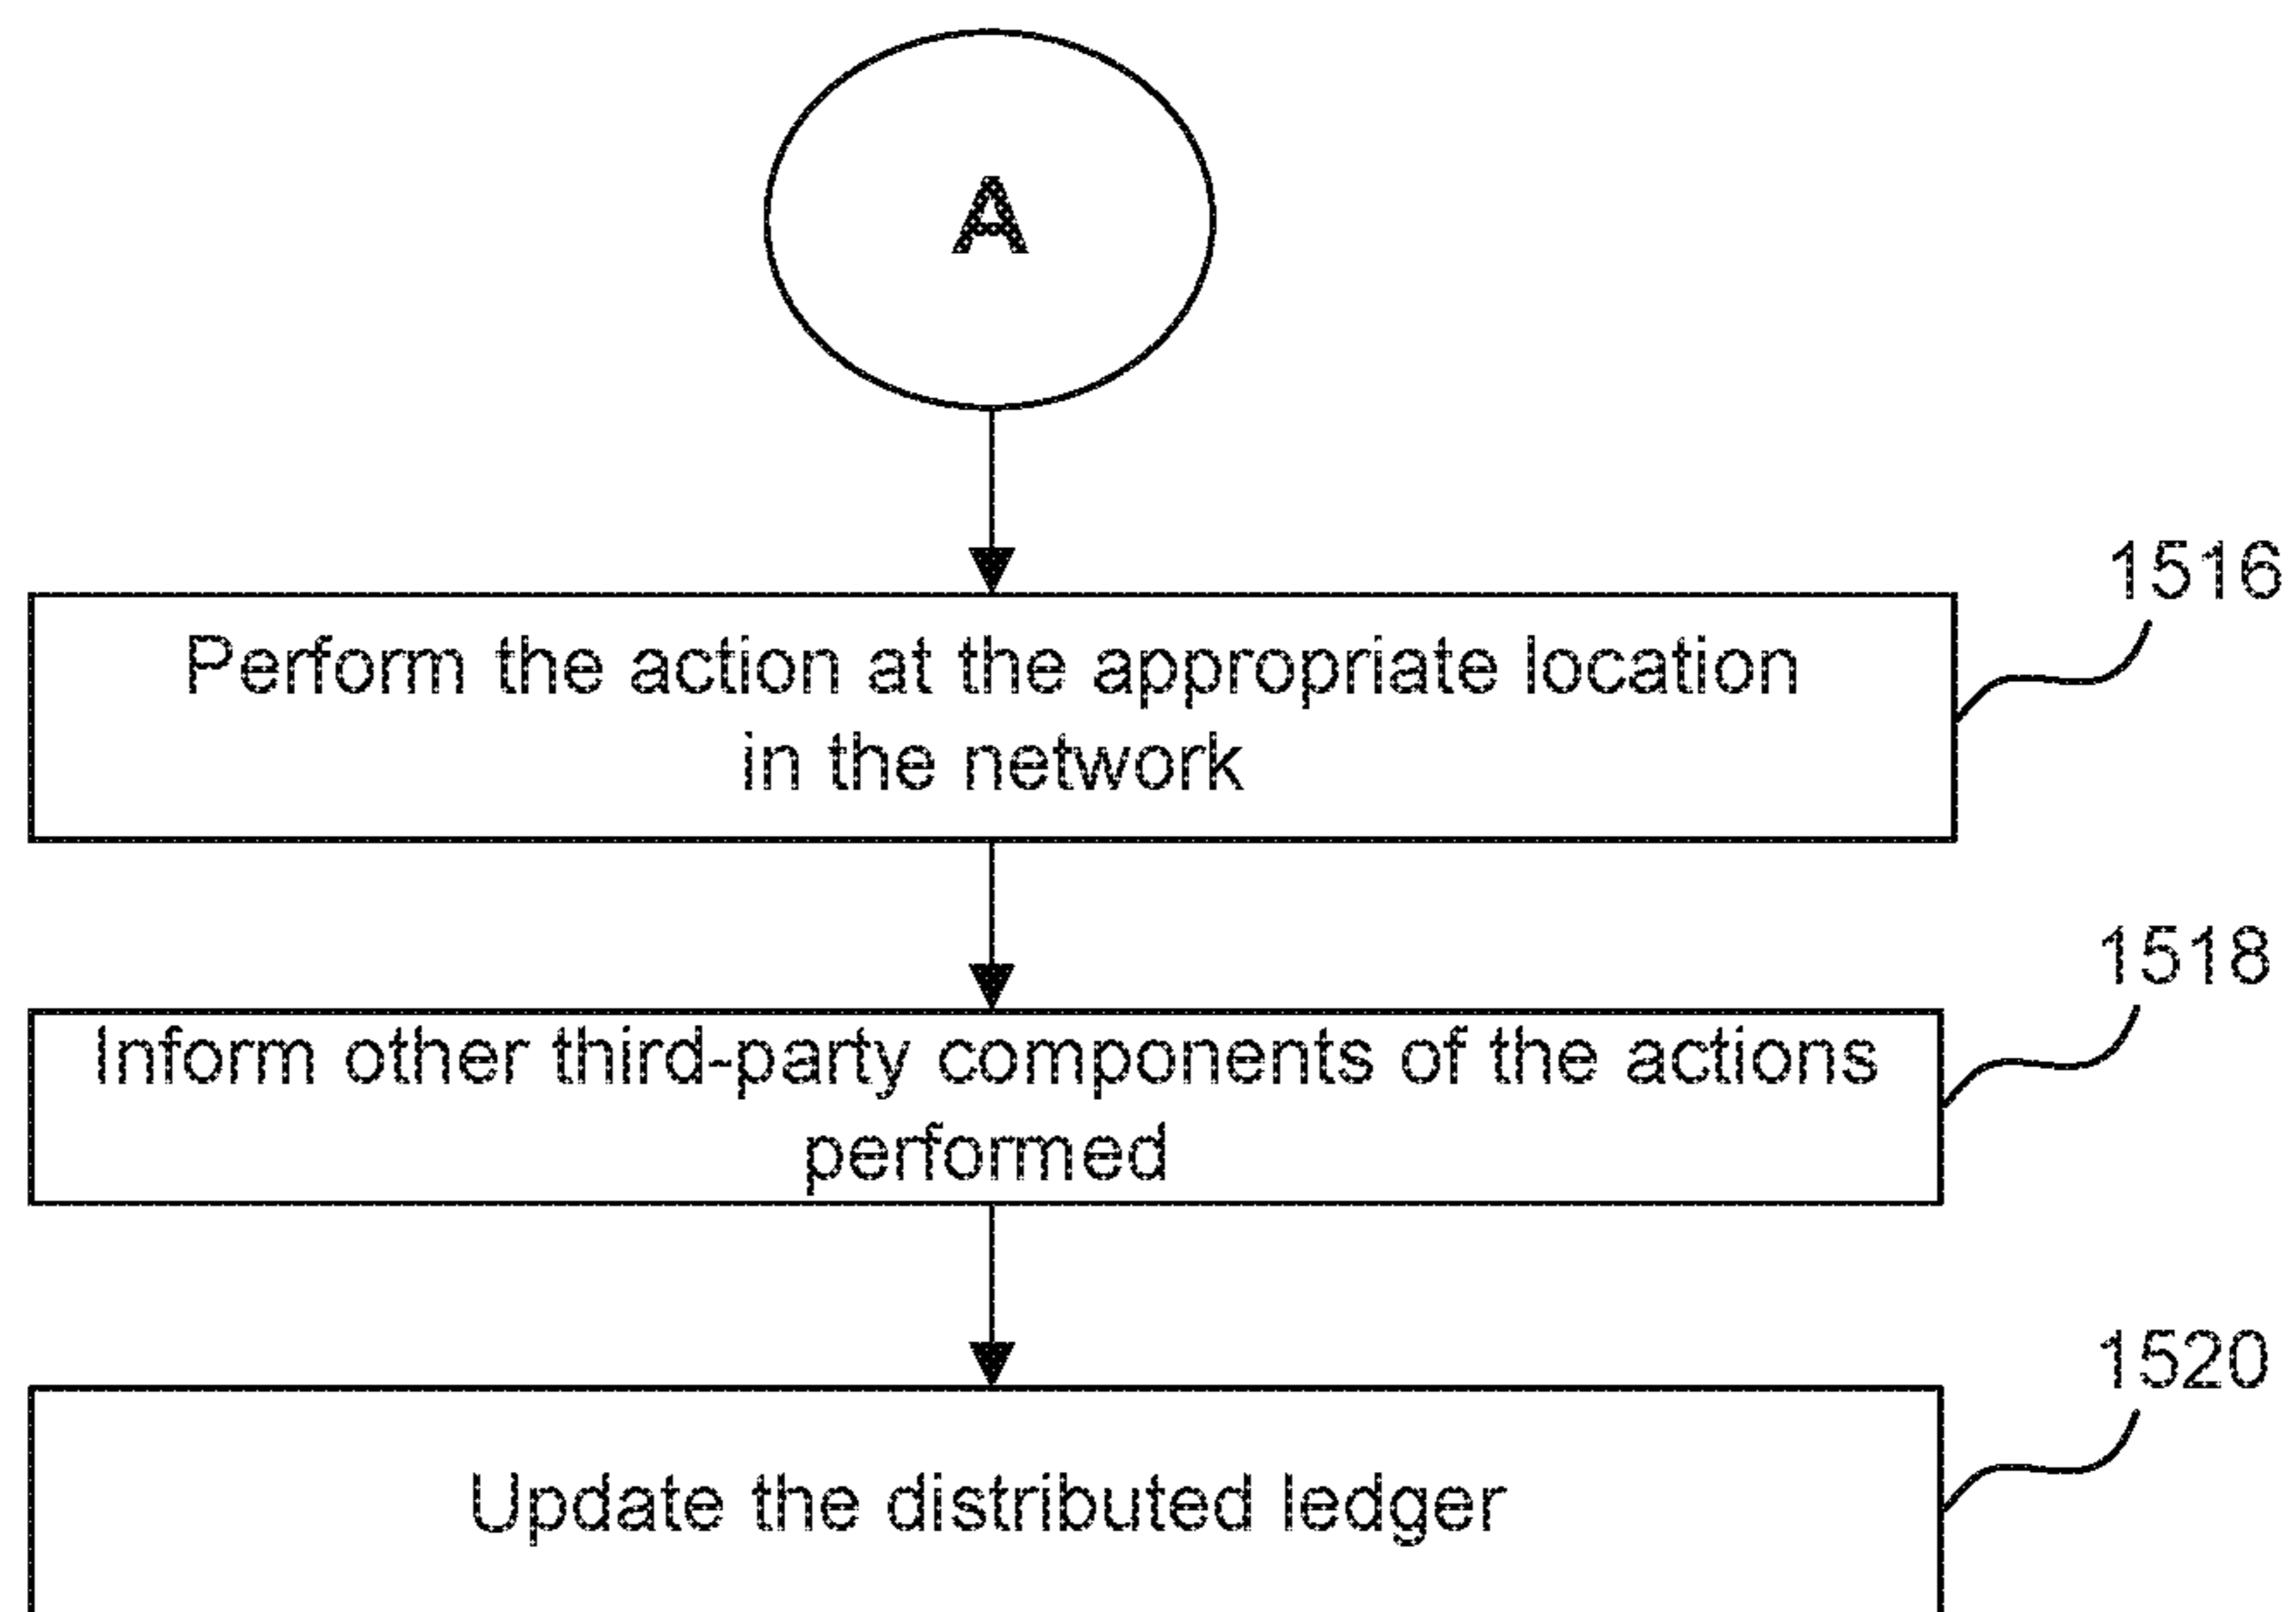 A
1516
Perform the action at the appropriate location
in the network
1518
Inform other third-party components of the actions
performed
1520
Update the distributed ledger